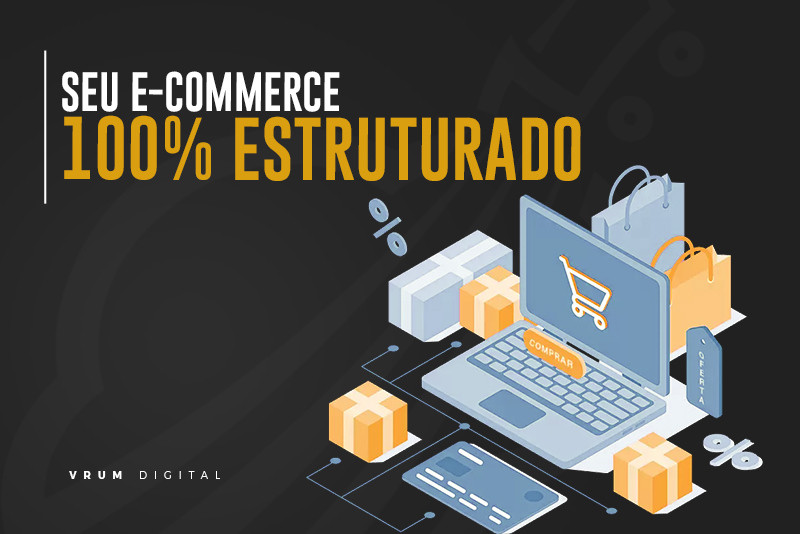 SEU E-COMMERCE
100% ESTRUTURADO
%
COMPRAR
OFERTA
%
VRUM DIGITAL